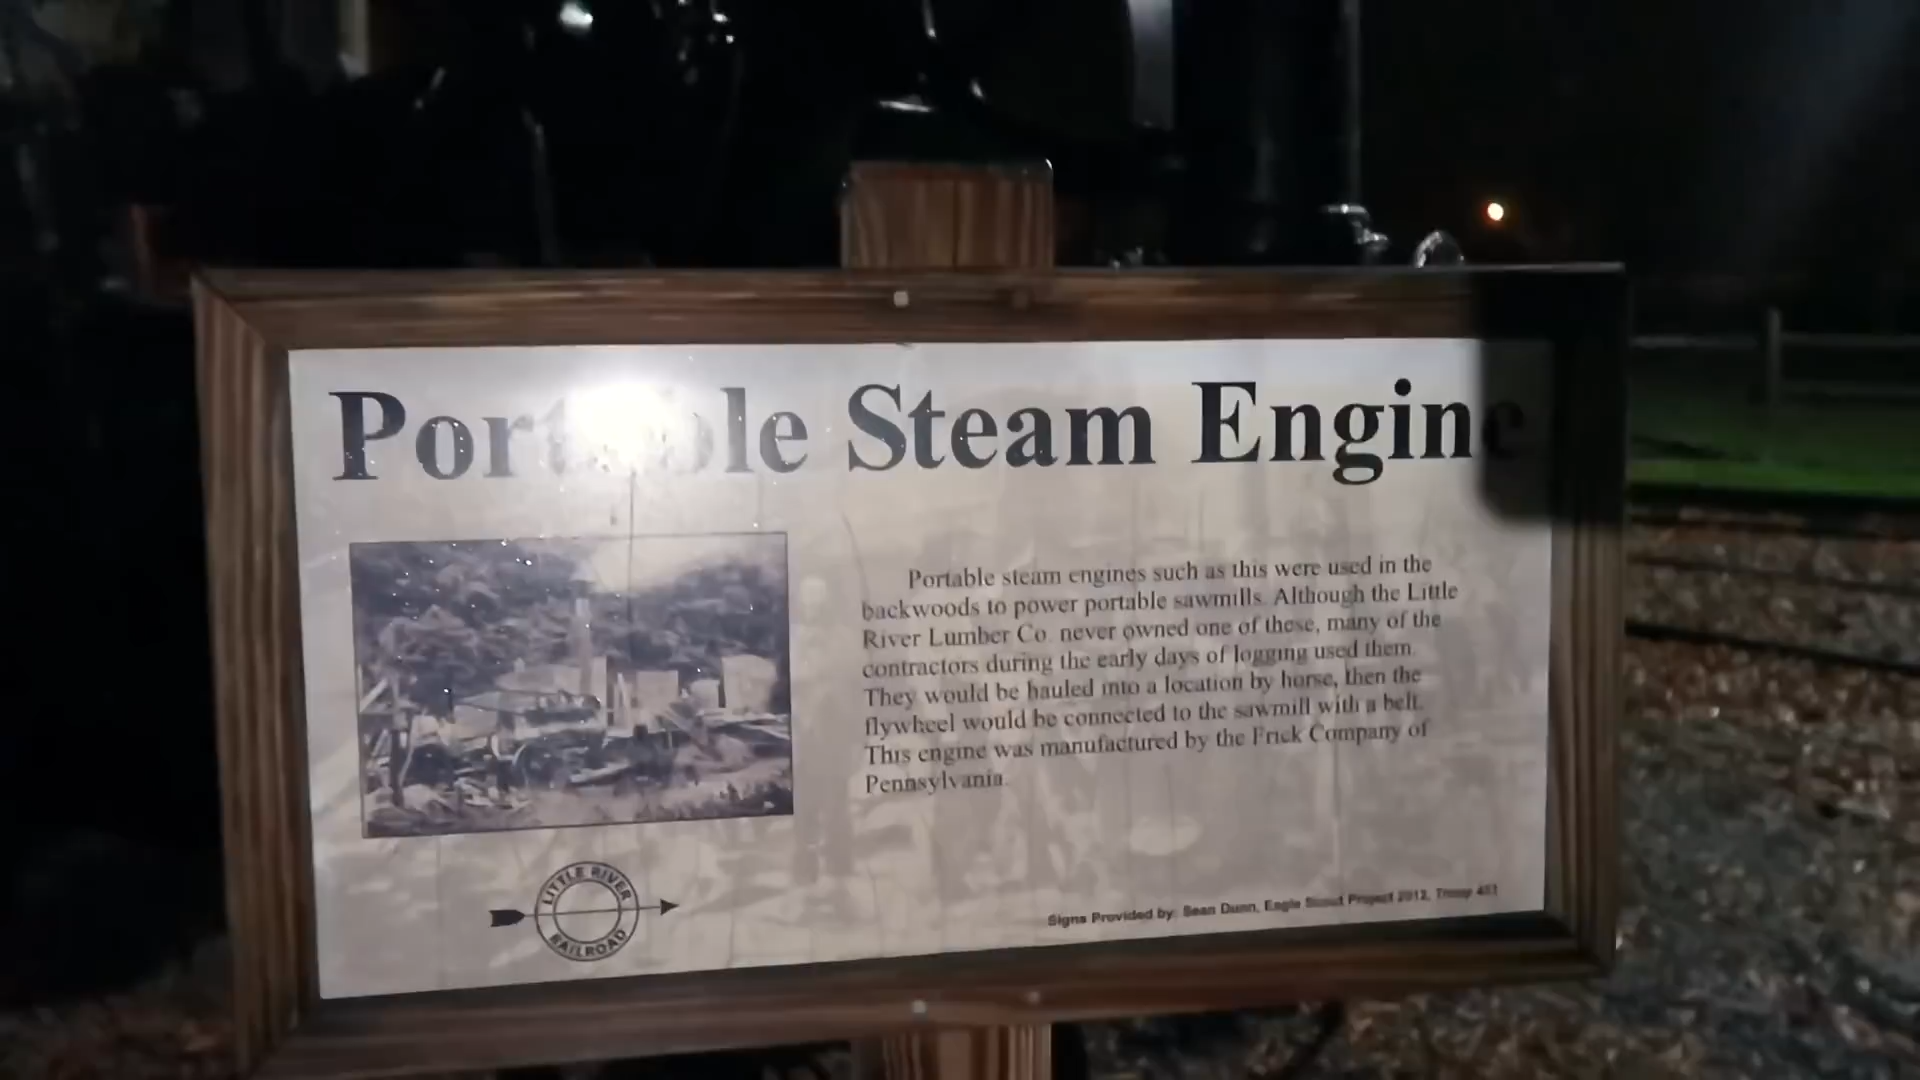 Portable Steam Engine
Portable steam engines such as this were used in the
backwoods to power portable sawmills. Although the Little
River Lumber Co. never owned one of these, many of the
contractors during the early days of logging used them.
They would be hauled into a location by horse, then the
flywheel would be connected to the sawmill with a belt.
This engine was manufactured by the Frick Company of
Pennsylvania.
LITTLE RIVER
RAILROAD
Signs Provided by: Sean Dunn, Eagle Scout Project 2012, Troop